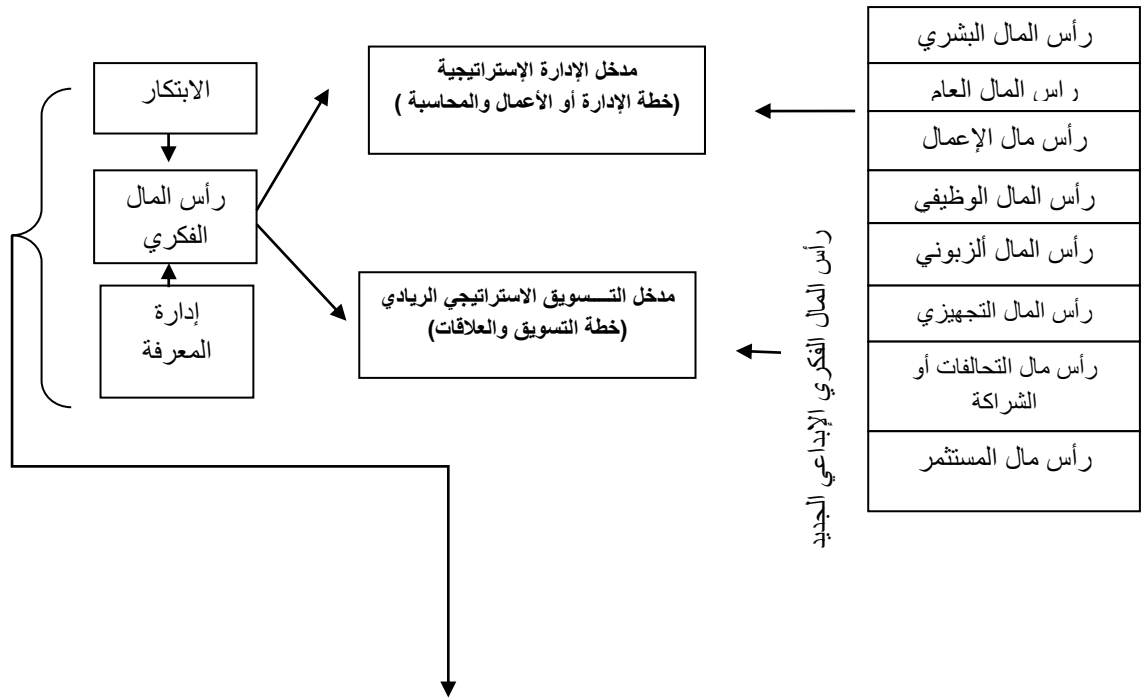 رأس المال البشري
راس المال العام
رأس مال الإعمال
رأس المال الوظيفي
رأس المال ألزبوني
رأس المال التجهيزي
رأس مال التحالفات أو
الشراكة
رأس مال المستثمر
رأس المال الفكري الإبداعي الجديد
مدخل الإدارة الإستراتيجية
(خطة الإدارة أو الأعمال والمحاسبة )
مدخل التـــسويق الاستراتيجي الريادي
(خطة التسويق والعلاقات)
الابتكار
رأس المال
الفكري
إدارة
المعرفة